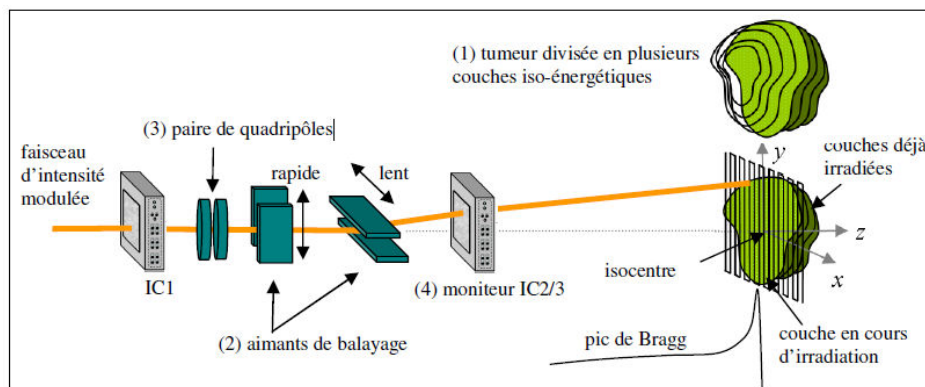 (1) tumeur divisée en plusieurs
couches iso-énergétiques
(3) paire de quadripôles
faisceau
d'intensité
modulée
rapide
lent
y
couches déjà
irradiées
z
x
isocentre
IC1
(4) moniteur IC2/3
(2) aimants de balayage
pic de Bragg
couche en cours
d'irradiation